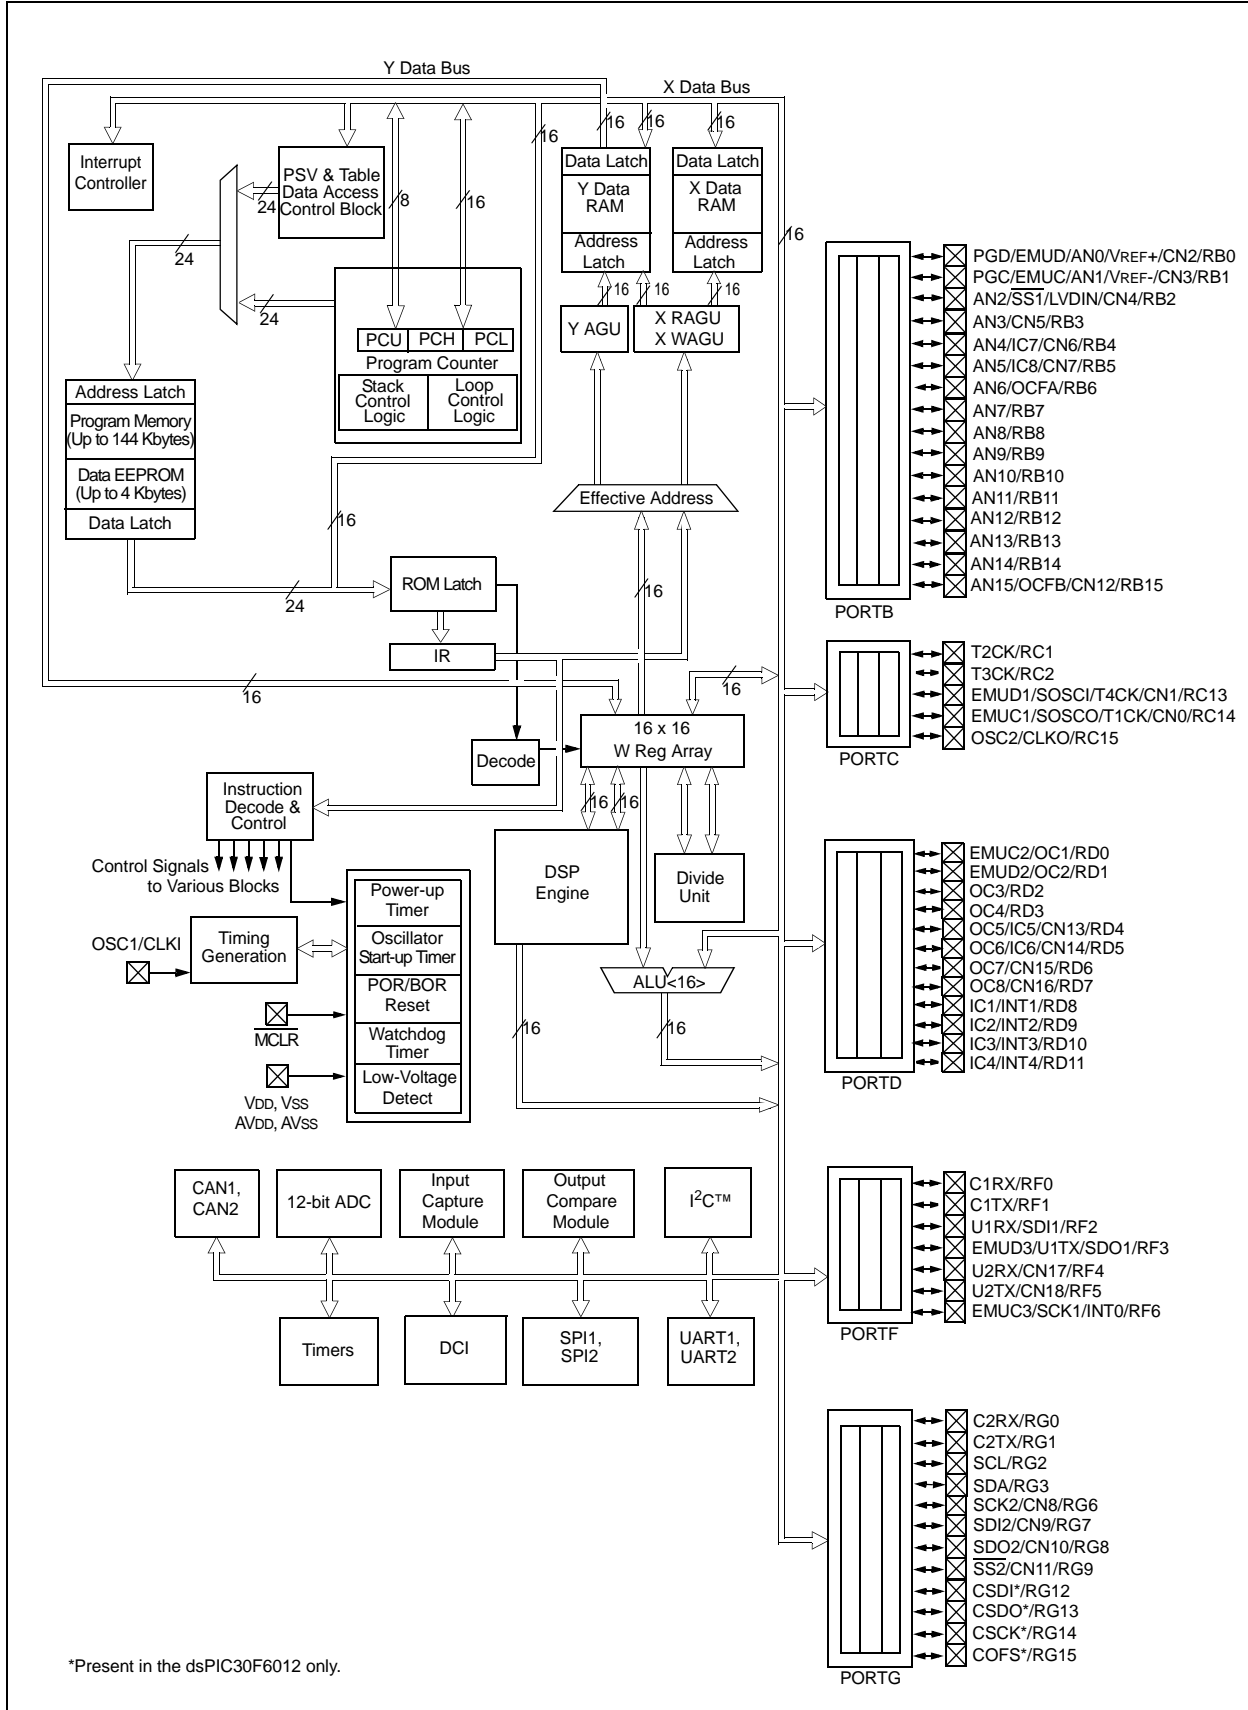 Y Data Bus
X Data Bus
16
16
16
16
Interrupt
Controller
PSV & Table
Data Access
Control Block
24
8
16
Data Latch
Y Data
RAM
Address
Latch
Data Latch
X Data
RAM
Address
Latch
16
24
24
16
16
16
Y AGU
X RAGU
X WAGU
PCU
PCH
PCL
Program Counter
Stack
Control
Logic
Loop
Control
Logic
Address Latch
Program Memory
(Up to 144 Kbytes)
Data EEPROM
(Up to 4 Kbytes)
Data Latch
Effective Address
16
24
ROM Latch
16
IR
16
16
16 x 16
W Reg Array
Decode
Instruction
Decode &
Control
16
16
Control Signals
to Various Blocks
DSP
Engine
Divide
Unit
Power-up
Timer
Oscillator
Start-up Timer
POR/BOR
Reset
Watchdog
Timer
Low-Voltage
Detect
OSC1/CLKI
Timing
Generation
MCLR
VDD, VSS
AVDD, AVSS
ALU<16>
16
16
CAN1,
CAN2
12-bit ADC
Input
Capture
Module
Output
Compare
Module
I²C™
Timers
DCI
SPI1,
SPI2
UART1,
UART2
PGD/EMUD/AN0/VREF+/CN2/RB0
PGC/EMUC/AN1/VREF-/CN3/RB1
AN2/SS1/LVDIN/CN4/RB2
AN3/CN5/RB3
AN4/IC7/CN6/RB4
AN5/IC8/CN7/RB5
AN6/OCFA/RB6
AN7/RB7
AN8/RB8
AN9/RB9
AN10/RB10
AN11/RB11
AN12/RB12
AN13/RB13
AN14/RB14
AN15/OCFB/CN12/RB15
PORTB
T2CK/RC1
T3CK/RC2
EMUD1/SOSCI/T4CK/CN1/RC13
EMUC1/SOSCO/T1CK/CN0/RC14
OSC2/CLKO/RC15
PORTC
EMUC2/OC1/RD0
EMUD2/OC2/RD1
OC3/RD2
OC4/RD3
OC5/IC5/CN13/RD4
OC6/IC6/CN14/RD5
OC7/CN15/RD6
OC8/CN16/RD7
IC1/INT1/RD8
IC2/INT2/RD9
IC3/INT3/RD10
IC4/INT4/RD11
PORTD
C1RX/RF0
C1TX/RF1
U1RX/SDI1/RF2
EMUD3/U1TX/SDO1/RF3
U2RX/CN17/RF4
U2TX/CN18/RF5
EMUC3/SCK1/INT0/RF6
PORTF
C2RX/RG0
C2TX/RG1
SCL/RG2
SDA/RG3
SCK2/CN8/RG6
SDI2/CN9/RG7
SDO2/CN10/RG8
SS2/CN11/RG9
CSDI*/RG12
CSDO*/RG13
CSCK*/RG14
COFS*/RG15
PORTG
*Present in the dsPIC30F6012 only.